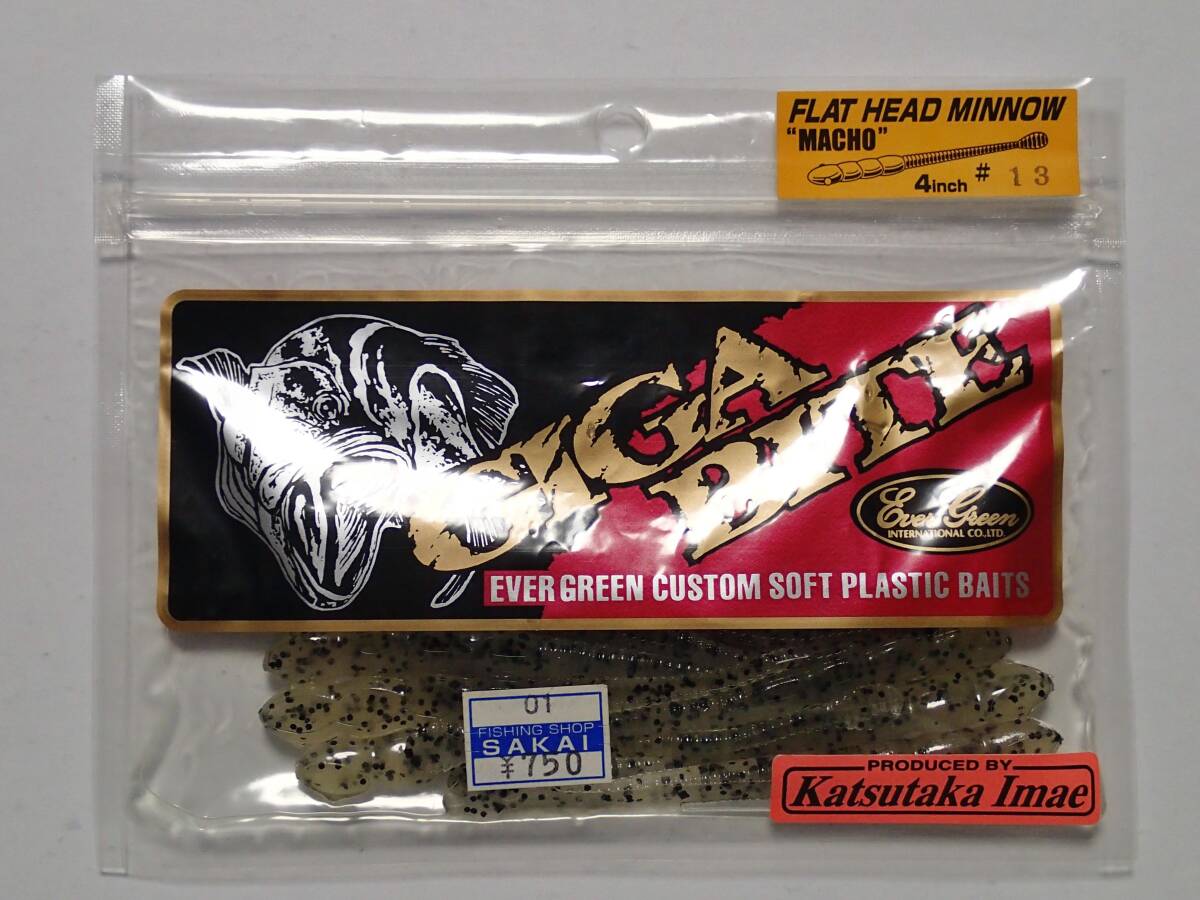 FLAT HEAD MINNOW
"MACHO"
4inch # 13
GIGA
BAITE
Ever Green
INTERNATIONAL CO.,LTD.
EVER GREEN CUSTOM SOFT PLASTIC BAITS
01
FISHING SHOP
SAKAI
¥750
PRODUCED BY
Katsutaka Imae